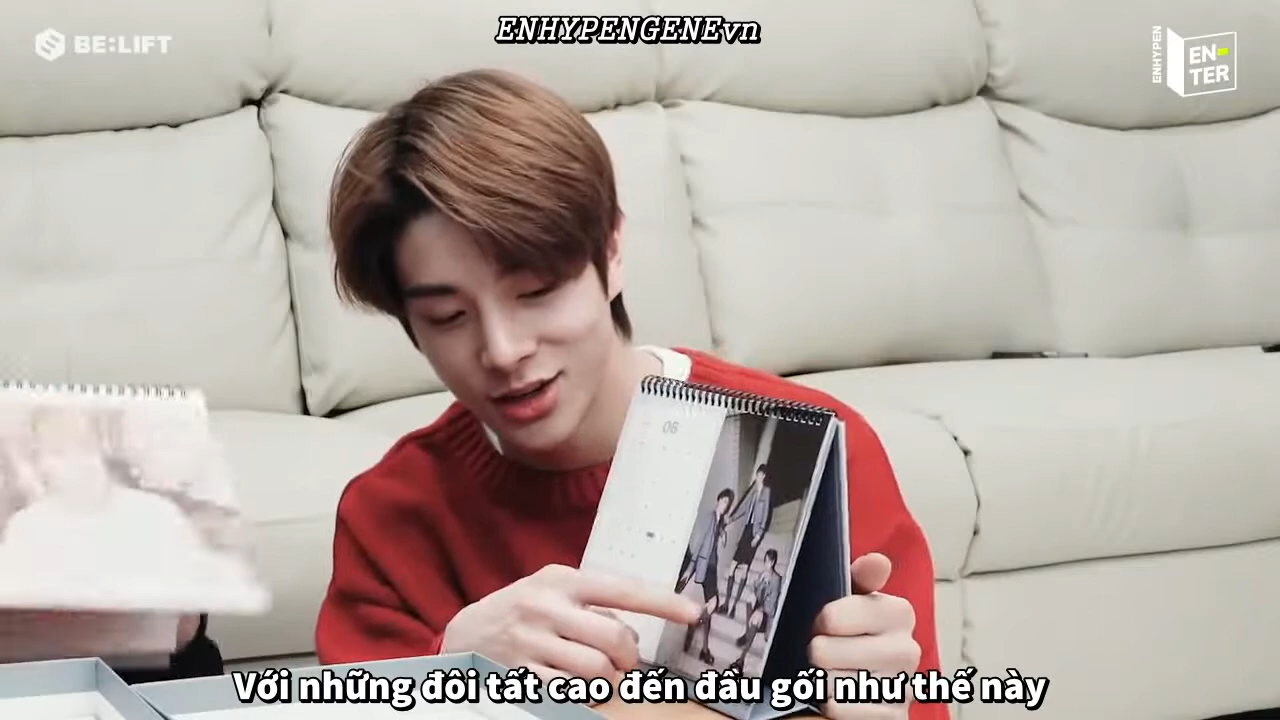 ENHYPENGENEvn
BE:LIFT
ENHYPEN
EN-
TER
06
Với những đôi tất cao đến đầu gối như thế này